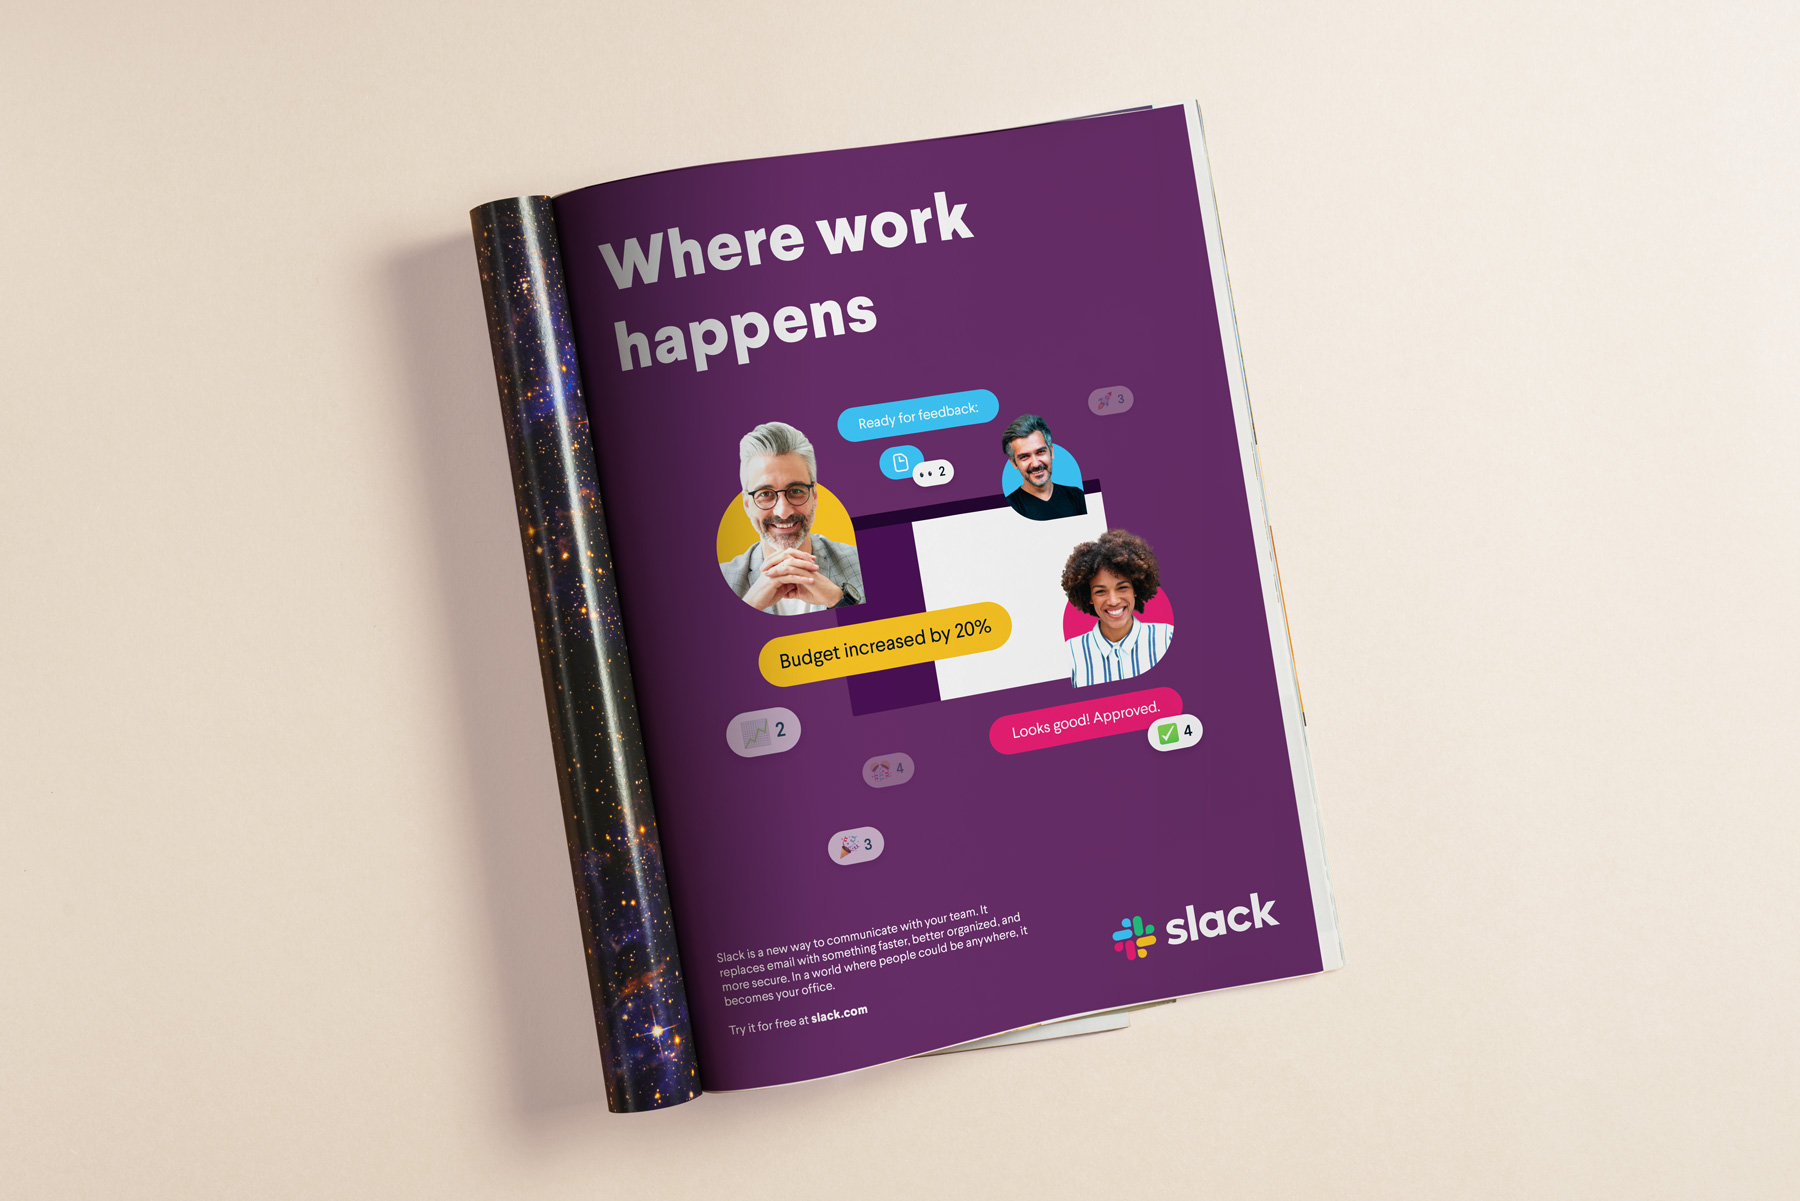 Where work
happens
Ready for feedback:
2
3
Budget increased by 20%
2
Looks good! Approved.
4
4
3
Slack is a new way to communicate with your team. It
replaces email with something faster, better organized, and
more secure. In a world where people could be anywhere, it
becomes your office.
Try it for free at slack.com
slack